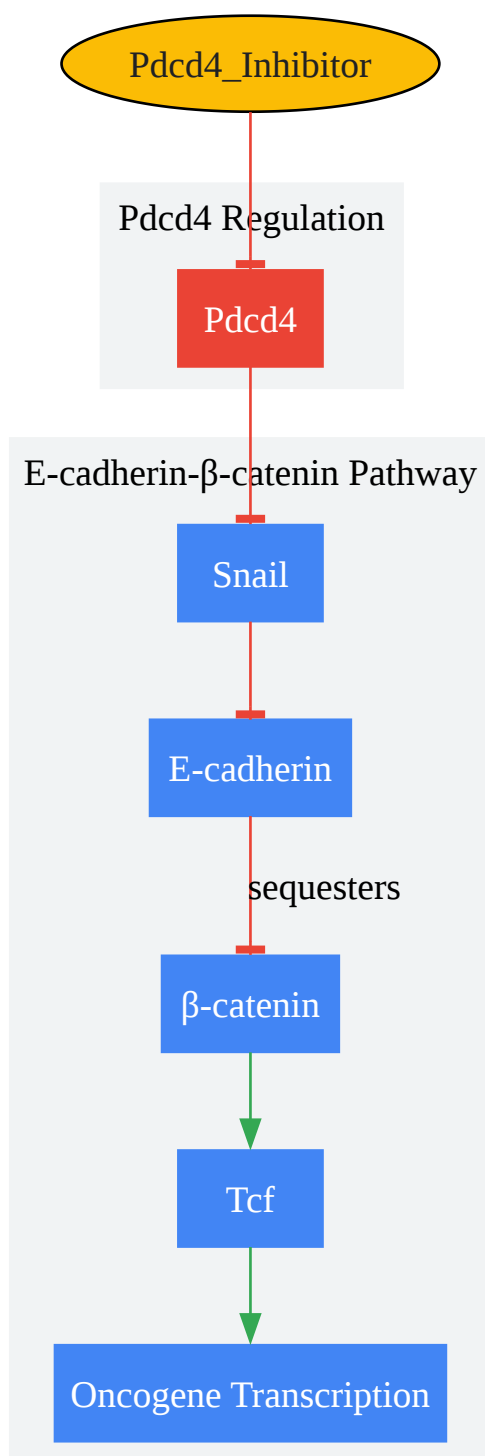 Pdcd4_Inhibitor
Pdcd4 Regulation
Pdcd4
E-cadherin-β-catenin Pathway
Snail
E-cadherin
sequesters
β-catenin
Tcf
Oncogene Transcription